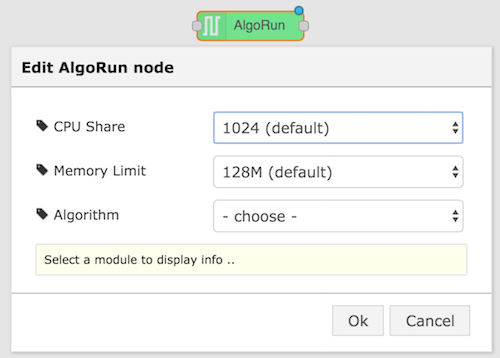 AlgoRun
Edit AlgoRun node
CPU Share
1024 (default)
Memory Limit
128M (default)
Algorithm
- choose -
Select a module to display info ..
Ok
Cancel